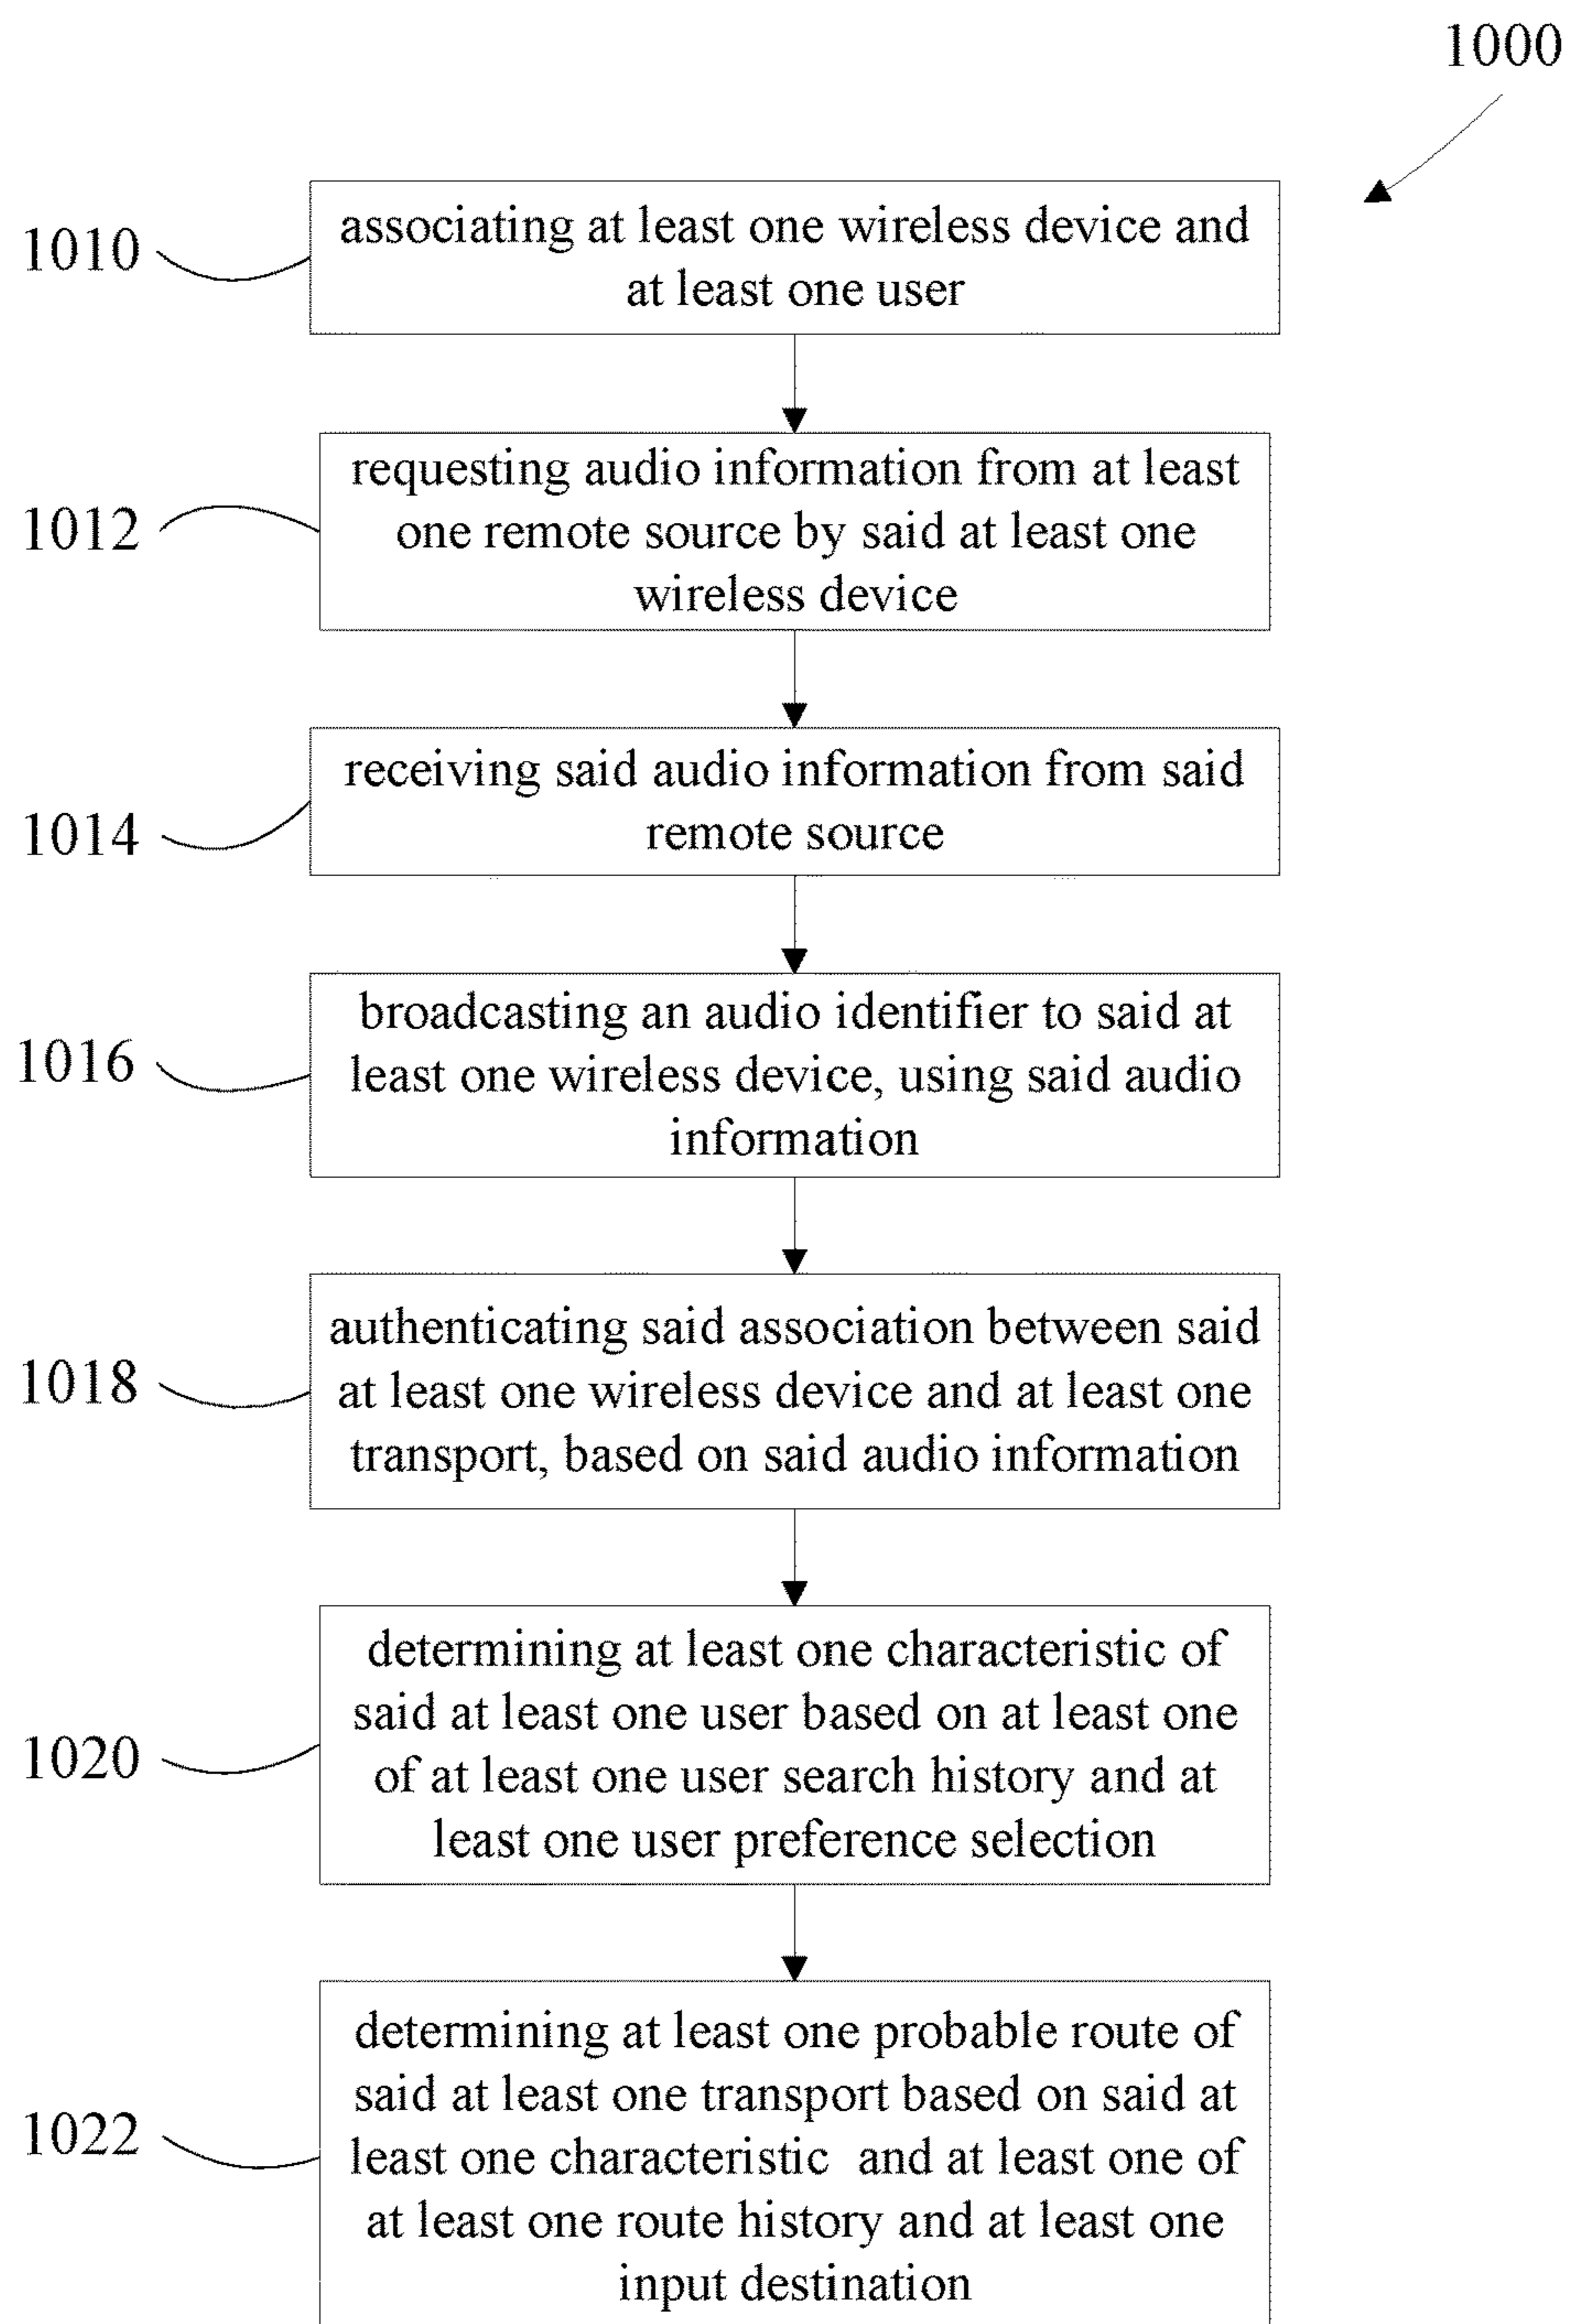 1000
1010
associating at least one wireless device and
at least one user
1012
requesting audio information from at least
one remote source by said at least one
wireless device
1014
receiving said audio information from said
remote source
1016
broadcasting an audio identifier to said at
least one wireless device, using said audio
information
1018
authenticating said association between said
at least one wireless device and at least one
transport, based on said audio information
1020
determining at least one characteristic of
said at least one user based on at least one
of at least one user search history and at
least one user preference selection
1022
determining at least one probable route of
said at least one transport based on said at
least one characteristic and at least one of
at least one route history and at least one
input destination